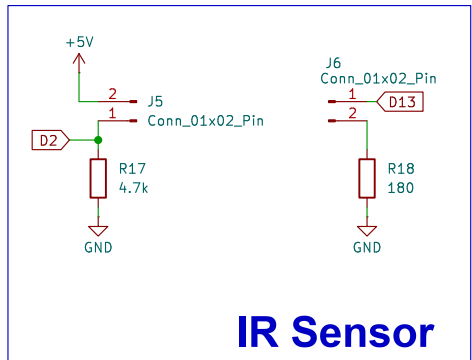 +5V
2
J5
1
Conn_01x02_Pin
D2
R17
4.7k
GND
J6
Conn_01x02_Pin
1
D13
2
R18
180
GND
IR Sensor